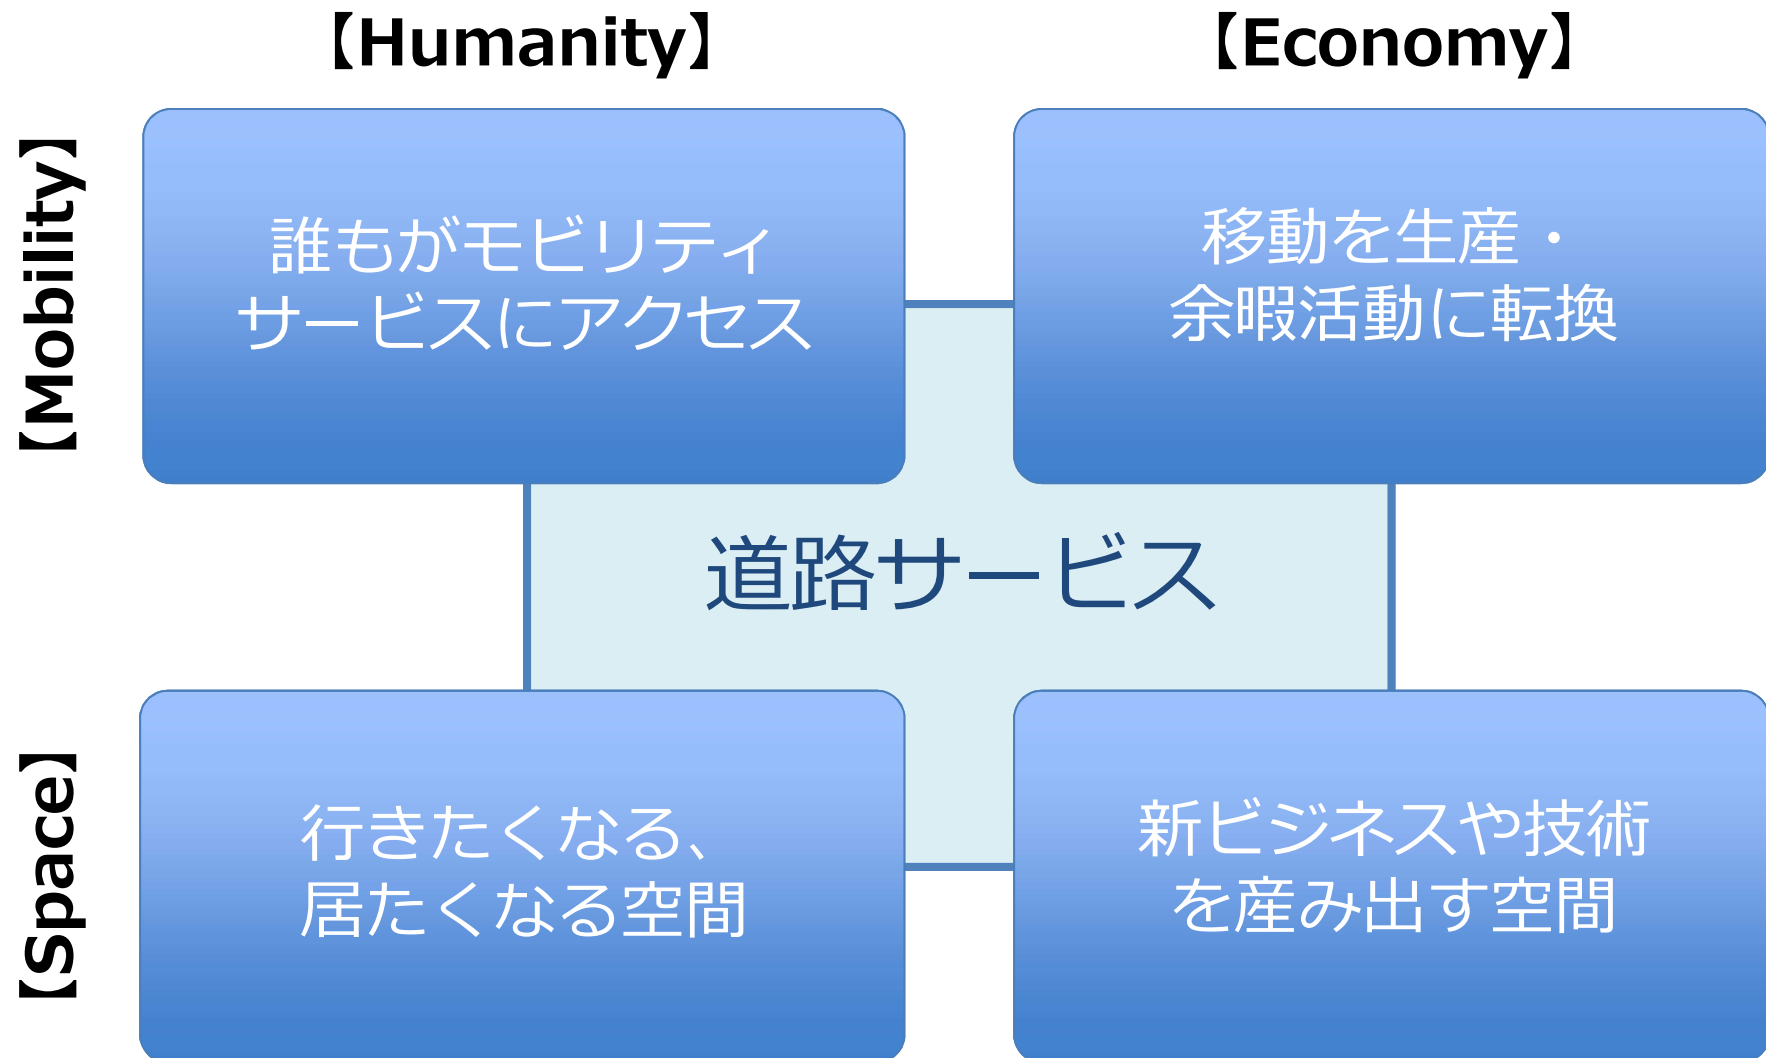 【Humanity】
【Economy】
【Mobility】
誰もがモビリティ
サービスにアクセス
移動を生産・
余暇活動に転換
道路サービス
【Space】
行きたくなる、
居たくなる空間
新ビジネスや技術
を産み出す空間